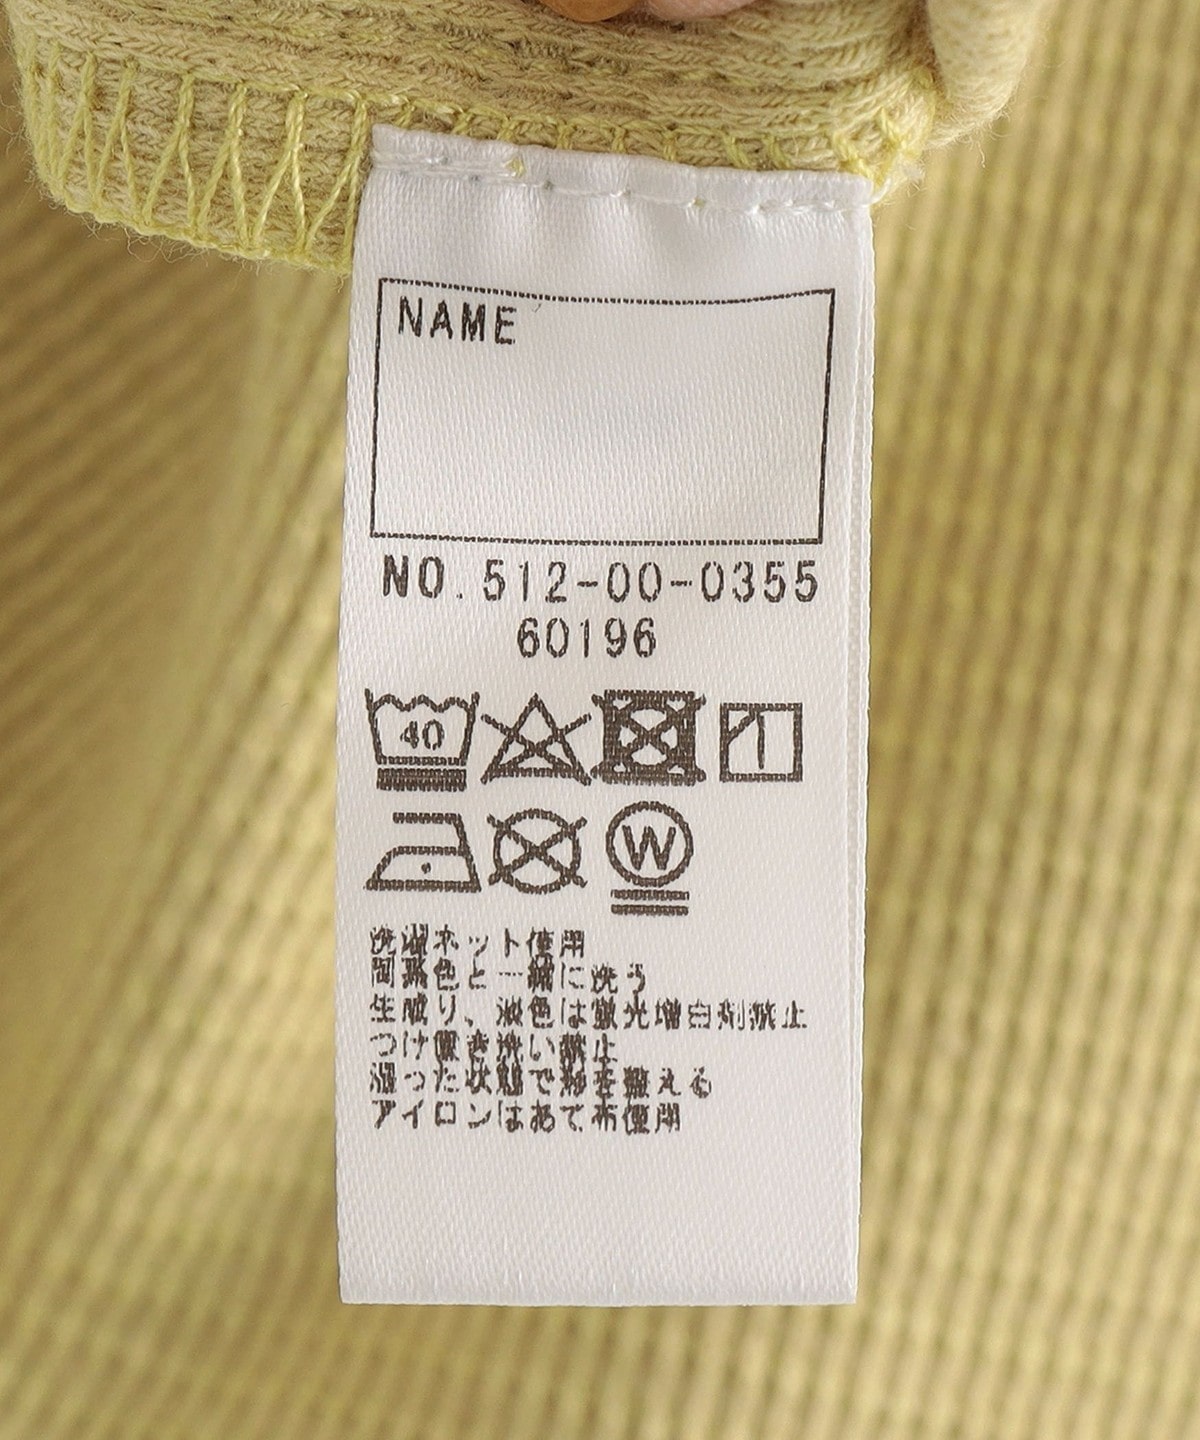 NAME
NO.512-00-0355
60196
40
W
洗濯ネット使用
同系色と一緒に洗う
生成り、淡色は蛍光増白剤禁止
つけ置き洗い禁止
湿った状態で形を整える
アイロンはあて布使用